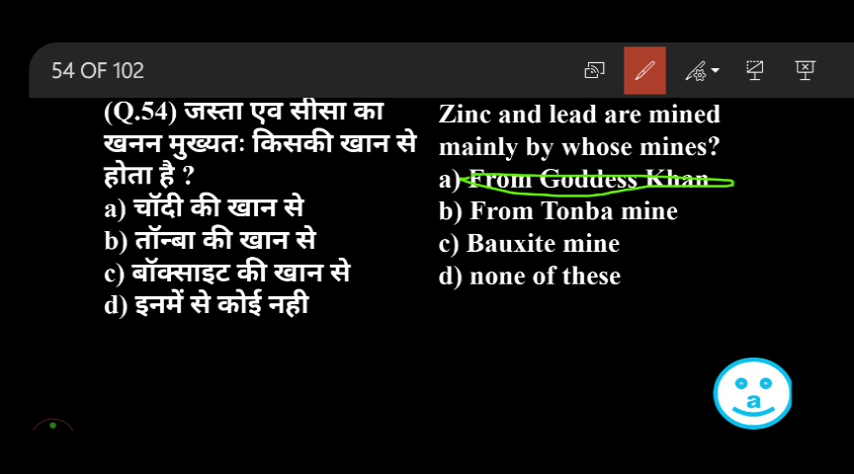 54 OF 102
(Q.54) जस्ता एव सीसा का
खनन मुख्यतः किसकी खान से
होता है ?
a) चॉदी की खान से
b) तॉन्बा की खान से
c) बॉक्साइट की खान से
d) इनमें से कोई नही
Zinc and lead are mined
mainly by whose mines?
a) From Goddess Khan
b) From Tonba mine
c) Bauxite mine
d) none of these
a